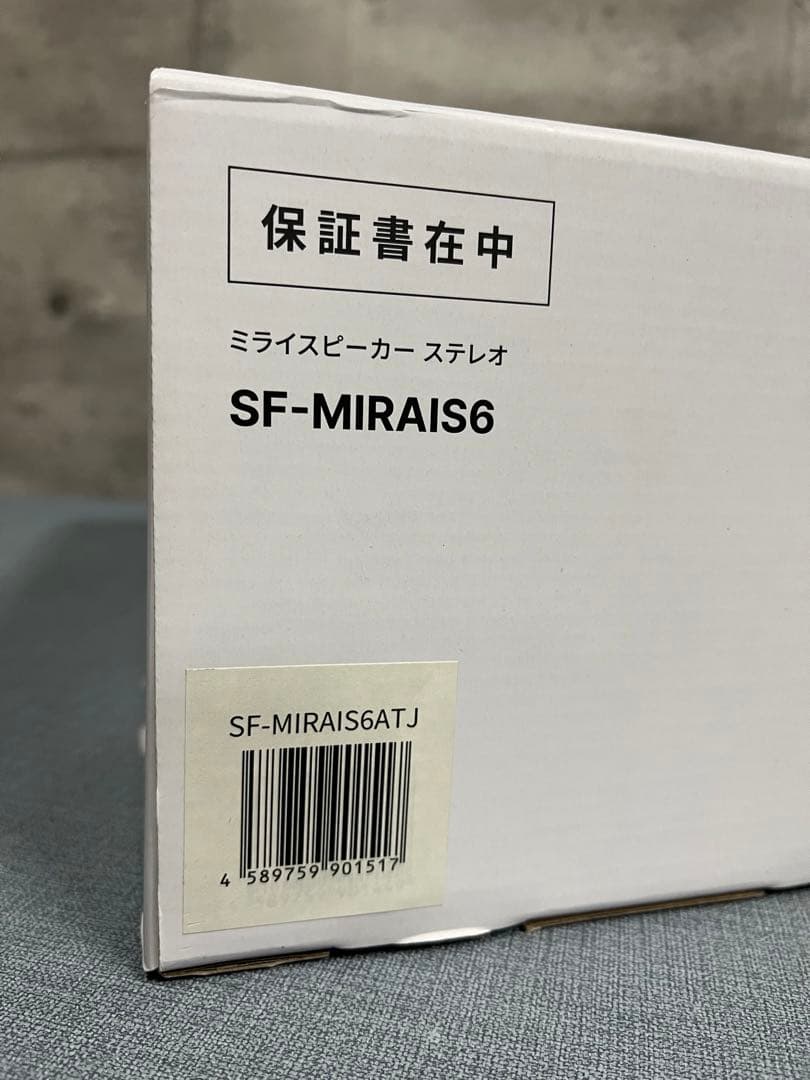 保証書在中
ミライスピーカー ステレオ
SF-MIRAIS6
SF-MIRAIS6ATJ
4 589759 901517